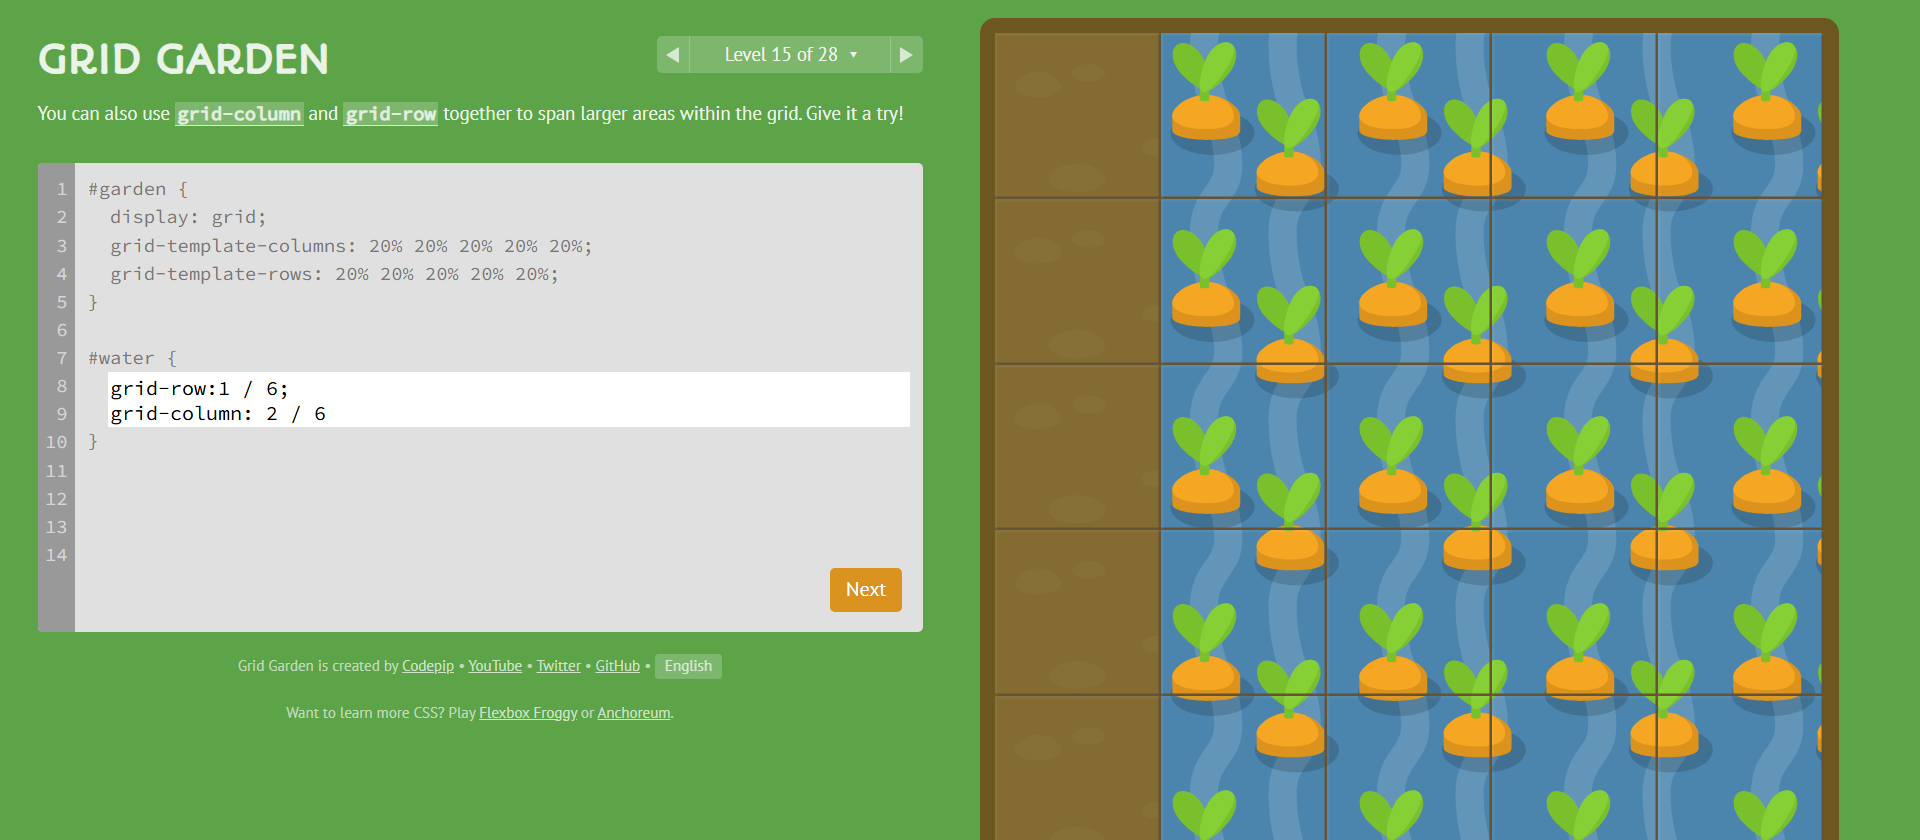 GRID GARDEN
◀ Level 15 of 28 ▾ ▶
You can also use grid-column and grid-row together to span larger areas within the grid. Give it a try!
1 #garden {
2   display: grid;
3   grid-template-columns: 20% 20% 20% 20% 20%;
4   grid-template-rows: 20% 20% 20% 20% 20%;
5 }
6
7 #water {
8   grid-row:1 / 6;
9   grid-column: 2 / 6
10 }
11
12
13
14
Next
Grid Garden is created by Codepip • YouTube • Twitter • GitHub • English
Want to learn more CSS? Play Flexbox Froggy or Anchoreum.